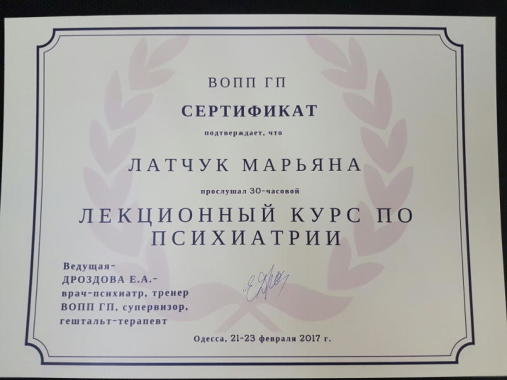 ВОПП ГП
СЕРТИФИКАТ
подтверждает, что
ЛАТЧУК МАРЬЯНА
прослушал 30-часовой
ЛЕКЦИОННЫЙ КУРС ПО
ПСИХИАТРИИ
Ведущая-
ДРОЗДОВА Е.А.-
врач-психиатр, тренер
ВОПП ГП, супервизор,
гештальт-терапевт
Одесса, 21-23 февраля 2017 г.